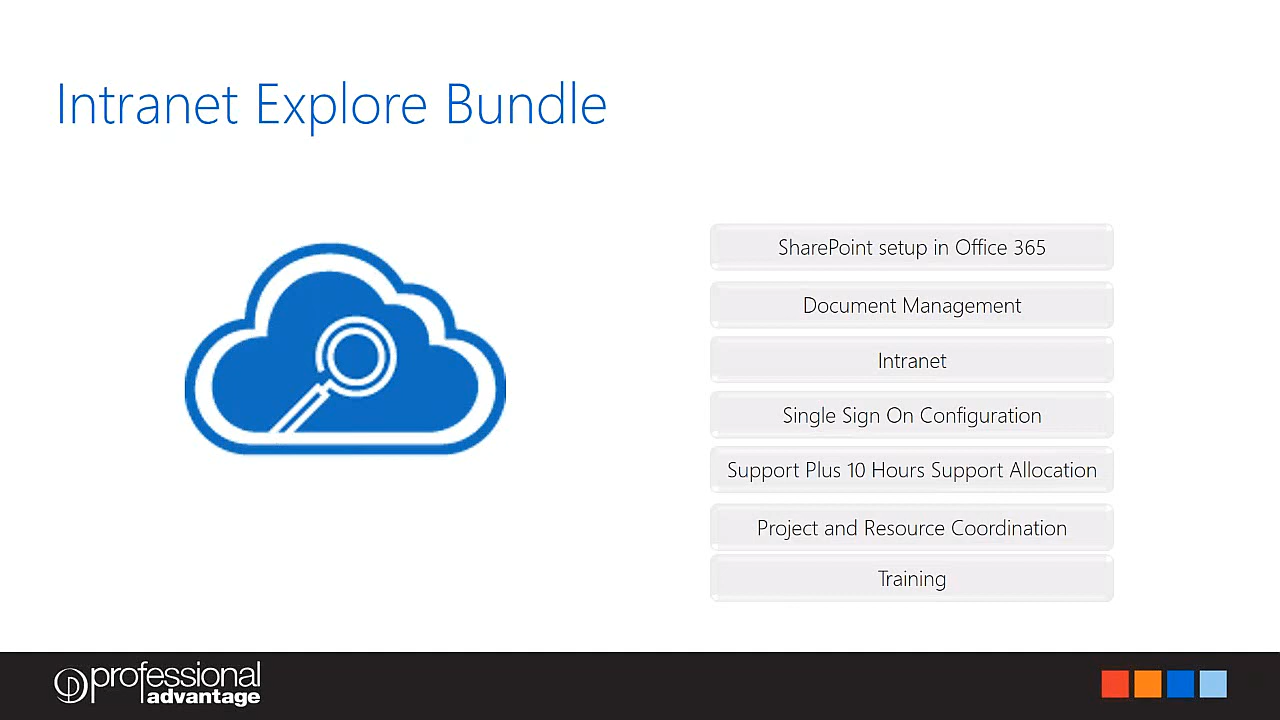 Intranet Explore Bundle
SharePoint setup in Office 365
Document Management
Intranet
Single Sign On Configuration
Support Plus 10 Hours Support Allocation
Project and Resource Coordination
Training
professional
advantage